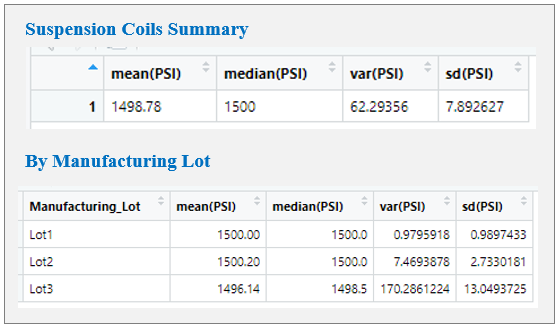 Suspension Coils Summary
mean(PSI) median(PSI) var(PSI) sd(PSI)
1 1498.78 1500 62.29356 7.892627
By Manufacturing Lot
Manufacturing_Lot mean(PSI) median(PSI) var(PSI) sd(PSI)
Lot1 1500.00 1500.0 0.9795918 0.9897433
Lot2 1500.20 1500.0 7.4693878 2.7330181
Lot3 1496.14 1498.5 170.2861224 13.0493725